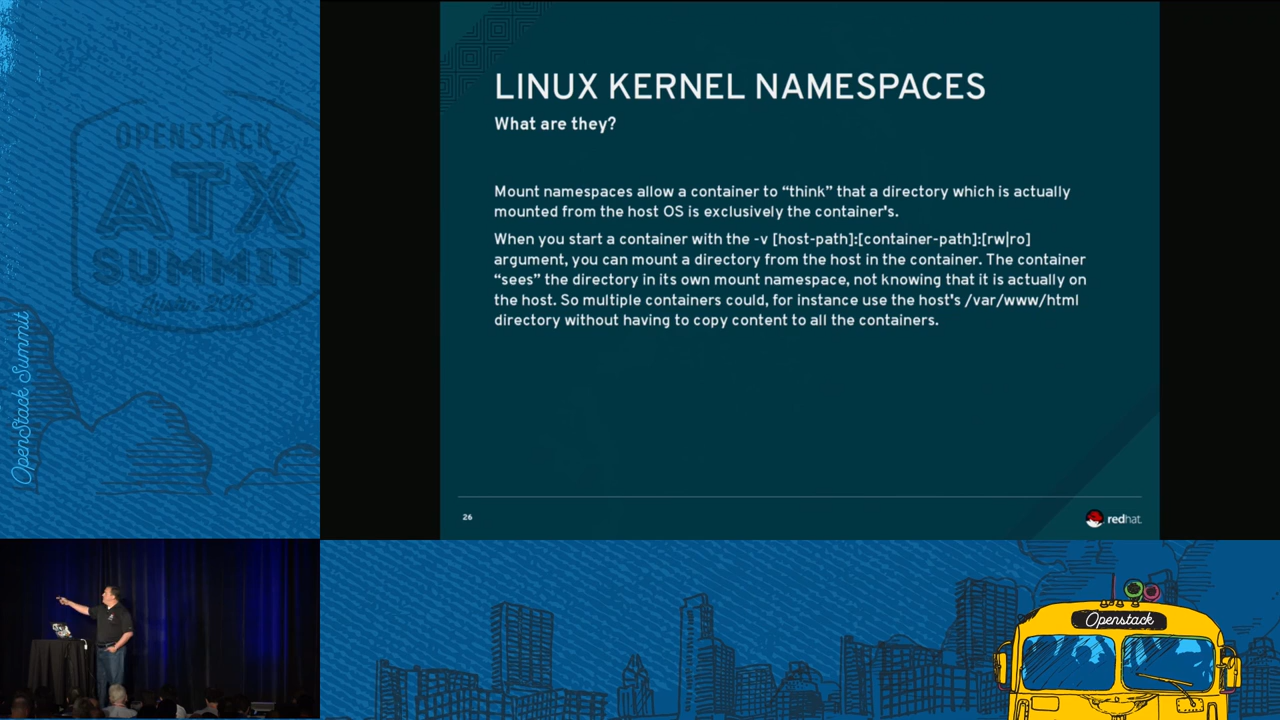 OPENSTACK
ATX
SUMMIT
Austin 2016
OpenStack Summit
LINUX KERNEL NAMESPACES
What are they?
Mount namespaces allow a container to “think” that a directory which is actually
mounted from the host OS is exclusively the container's.
When you start a container with the -v [host-path]:[container-path]:[rw|ro]
argument, you can mount a directory from the host in the container. The container
“sees” the directory in its own mount namespace, not knowing that it is actually on
the host. So multiple containers could, for instance use the host's /var/www/html
directory without having to copy content to all the containers.
26
redhat.
Openstack